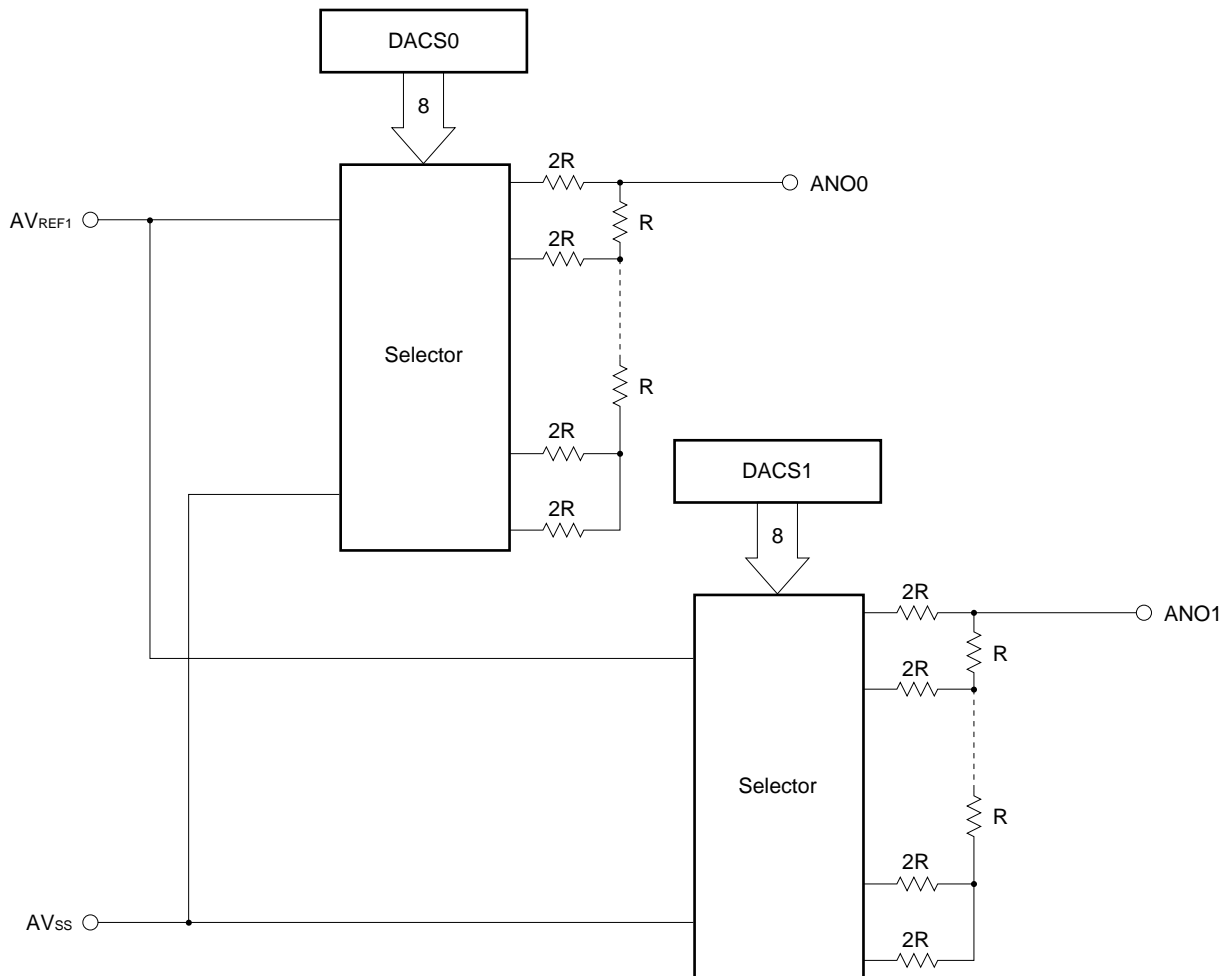 DACS0
8
2R
ANO0
AVREF1
R
2R
Selector
R
2R
DACS1
2R
8
2R
ANO1
R
2R
Selector
R
2R
AVSS
2R